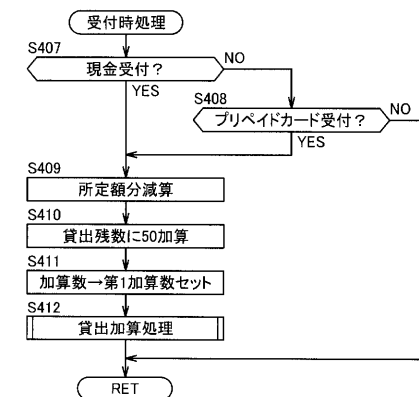 受付時処理
S407
現金受付？
NO
YES
S408
プリペイドカード受付？
NO
YES
S409
所定額分減算
S410
貸出残数に50加算
S411
加算数→第1加算数セット
S412
貸出加算処理
RET